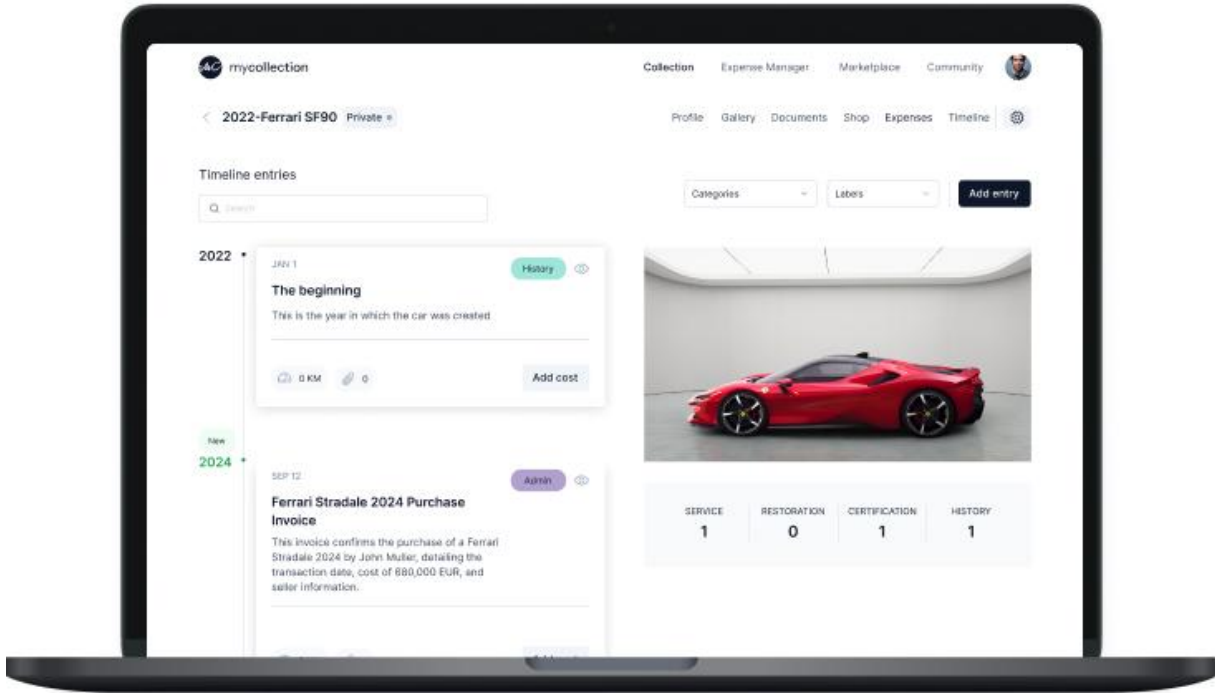 mycollection
Collection Expense Manager Marketplace Community
2022-Ferrari SF90 Private
Profile Gallery Documents Shop Expenses Timeline
Timeline entries
Search
Categories Labels Add entry
2022
JAN 1 History
The beginning
This is the year in which the car was created
0 KM 0 Add cost
New
2024
SEP 12 Admin
Ferrari Stradale 2024 Purchase
Invoice
This invoice confirms the purchase of a Ferrari
Stradale 2024 by John Muller, detailing the
transaction date, cost of 680,000 EUR, and
seller information.
SERVICE RESTORATION CERTIFICATION HISTORY
1 0 1 1